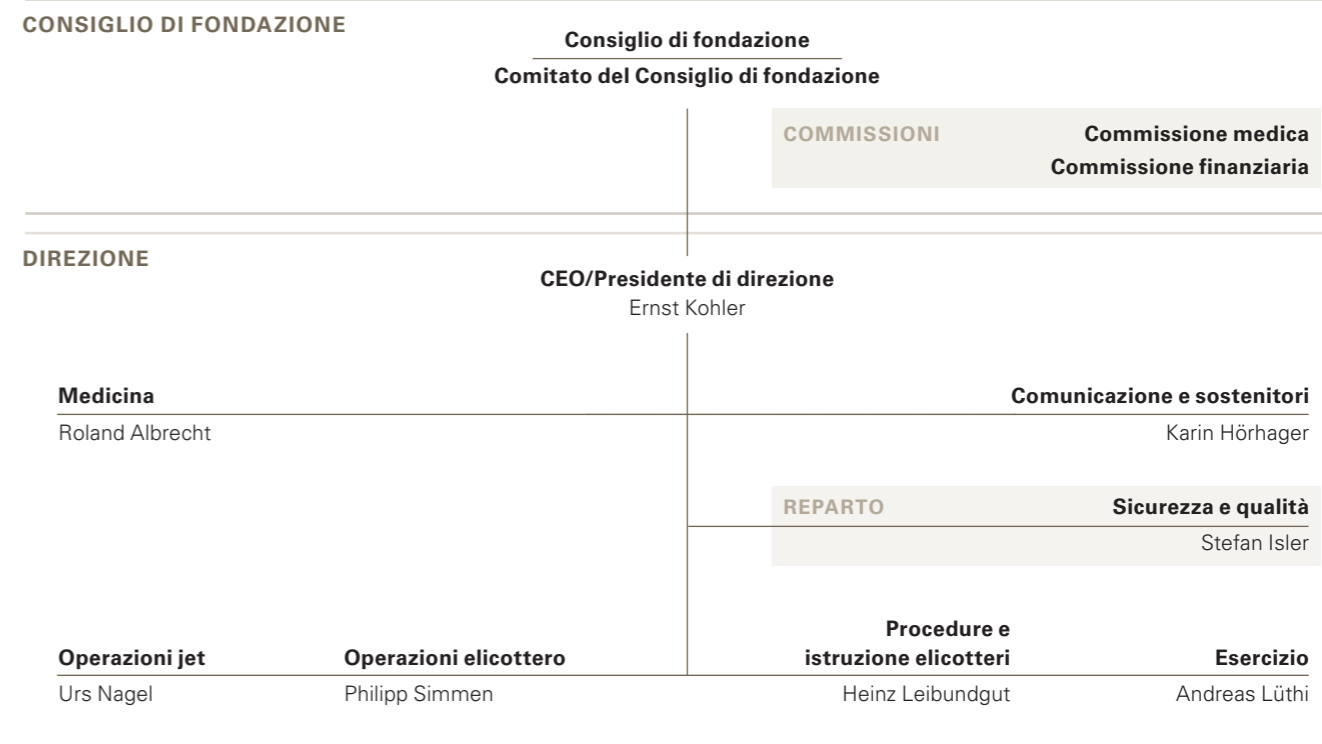 CONSIGLIO DI FONDAZIONE
Consiglio di fondazione
Comitato del Consiglio di fondazione
COMMISSIONI
Commissione medica
Commissione finanziaria
DIREZIONE
CEO/Presidente di direzione
Ernst Kohler
Medicina
Roland Albrecht
Comunicazione e sostenitori
Karin Hörhager
REPARTO
Sicurezza e qualità
Stefan Isler
Operazioni jet
Urs Nagel
Operazioni elicottero
Philipp Simmen
Procedure e
istruzione elicotteri
Heinz Leibundgut
Esercizio
Andreas Lüthi